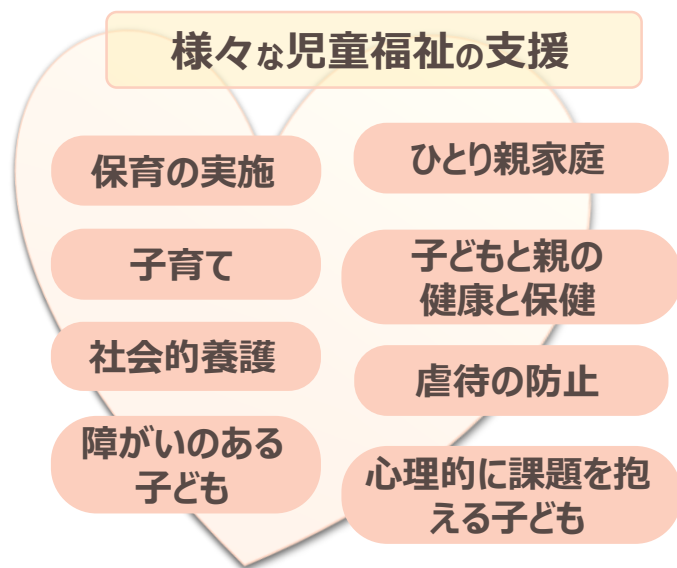 様々な児童福祉の支援
保育の実施
子育て
社会的養護
障がいのある
子ども
ひとり親家庭
子どもと親の
健康と保健
虐待の防止
心理的に課題を抱
える子ども